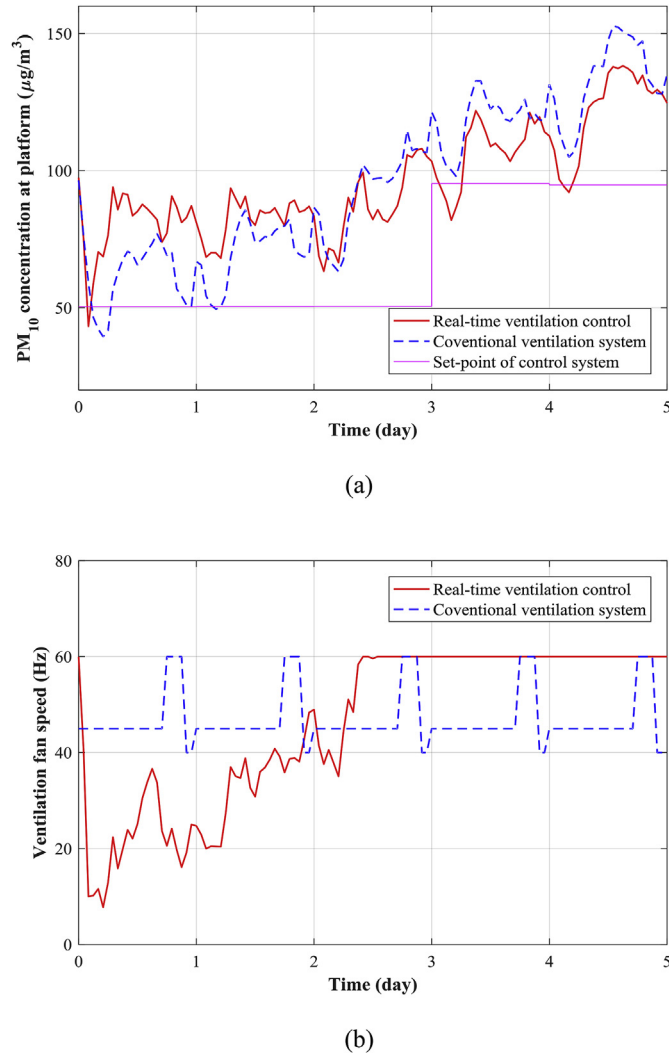 150
100
50
0
1
2
3
4
5
PM10 concentration at platform (μg/m3)
Real-time ventilation control
Coventional ventilation system
Set-point of control system
Time (day)
(a)
80
60
40
20
0
0
1
2
3
4
5
Ventilation fan speed (Hz)
Real-time ventilation control
Coventional ventilation system
Time (day)
(b)